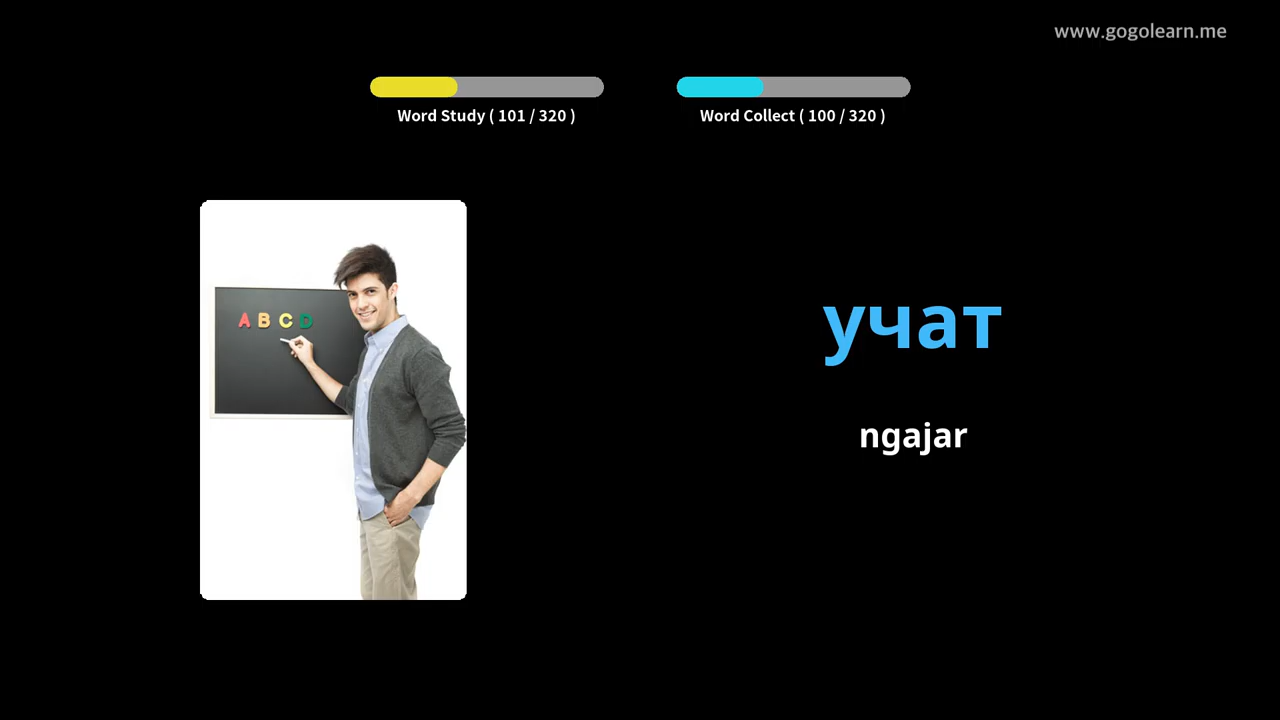 www.gogolearn.me
Word Study ( 101 / 320 )
Word Collect ( 100 / 320 )
A B C D
учат
ngajar